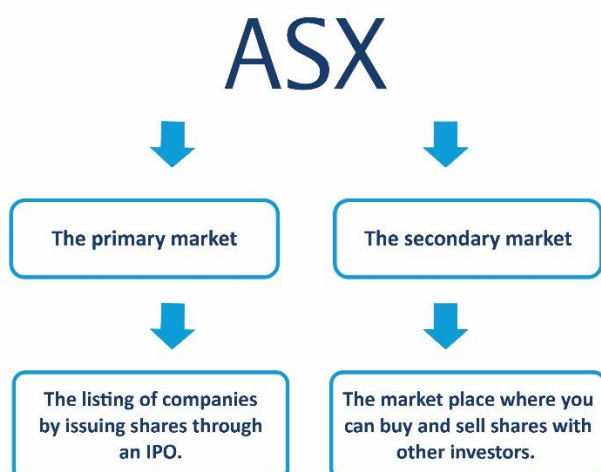 ASX
The primary market
The secondary market
The listing of companies
by issuing shares through
an IPO.
The market place where you
can buy and sell shares with
other investors.